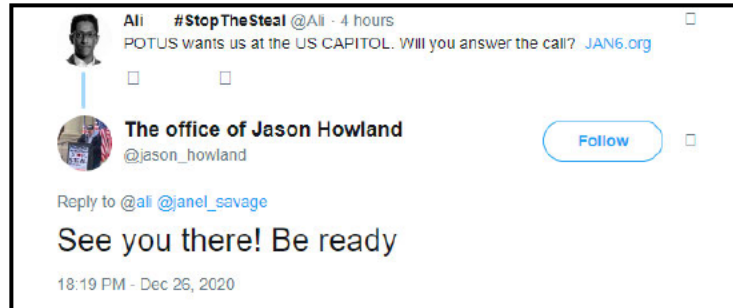 Ali #StopTheSteal @Ali · 4 hours
POTUS wants us at the US CAPITOL. Will you answer the call? JAN6.org
The office of Jason Howland
@jason_howland
Follow
Reply to @ali @janel_savage
See you there! Be ready
18:19 PM - Dec 26, 2020